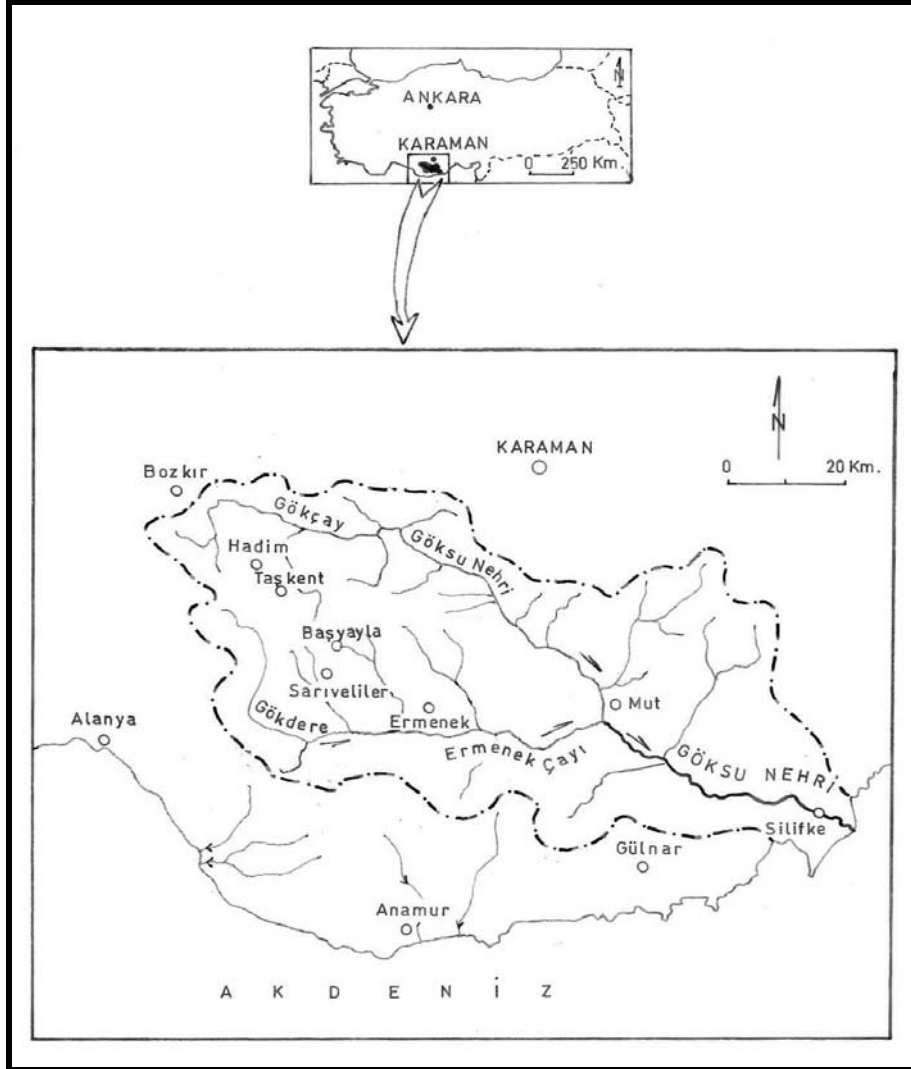 N
ANKARA
KARAMAN
0 250 Km.
N
KARAMAN
0 20 Km.
Bozkır
Gökçay
Göksu Nehri
Hadim
Taşkent
Başyayla
Sarıveliler
Mut
Ermenek
Gökdere
Alanya
Ermenek Çayı
GÖKSU NEHRİ
Silifke
Gülnar
Anamur
AKDENİZ